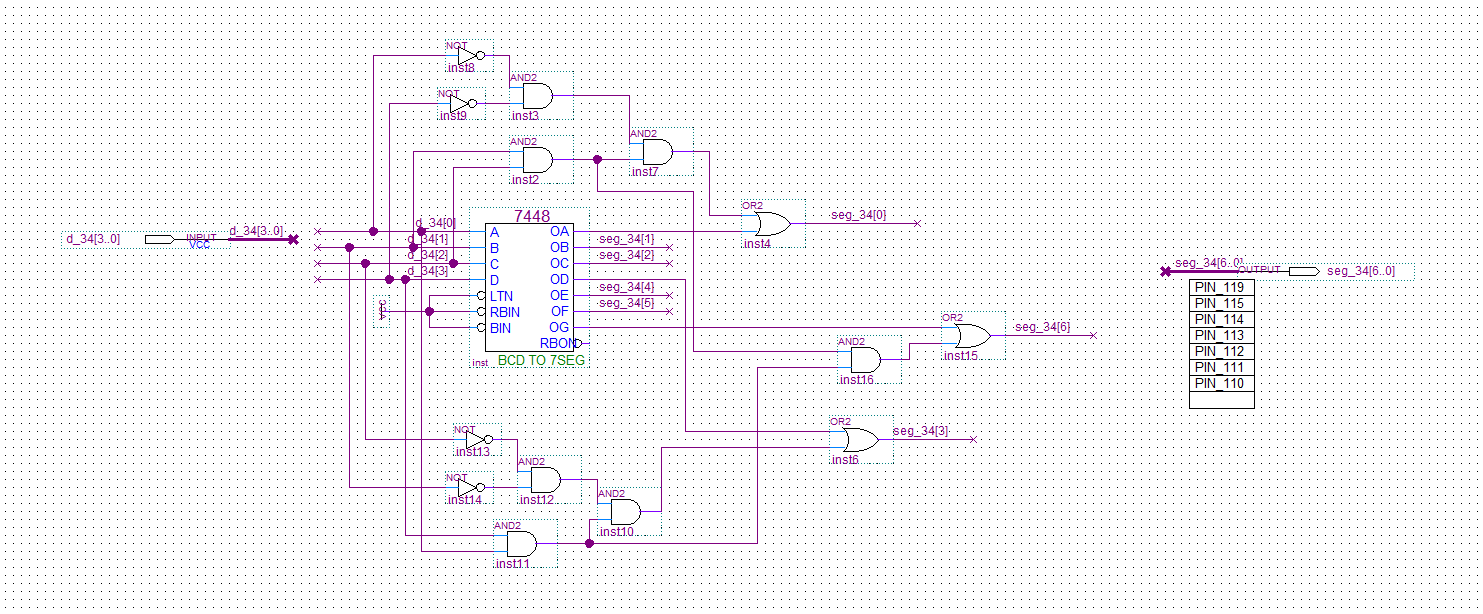 NOT
inst8
AND2
inst3
NOT
inst9
AND2
inst7
AND2
inst2
OR2
inst4
seg_34[0]
d_34[3..0]
INPUT
VCC
d_34[3..0]
d_34[0]
d_34[1]
d_34[2]
d_34[3]
VCC
7448
A
B
C
D
LTN
RBIN
BIN
OA
OB
OC
OD
OE
OF
OG
RBON
inst
BCD TO 7SEG
seg_34[1]
seg_34[2]
seg_34[4]
seg_34[5]
seg_34[6..0]
OUTPUT
seg_34[6..0]
PIN_119
PIN_115
PIN_114
PIN_113
PIN_112
PIN_111
PIN_110
OR2
inst15
seg_34[6]
AND2
inst16
OR2
inst6
seg_34[3]
NOT
inst13
AND2
inst12
NOT
inst14
AND2
inst10
AND2
inst11